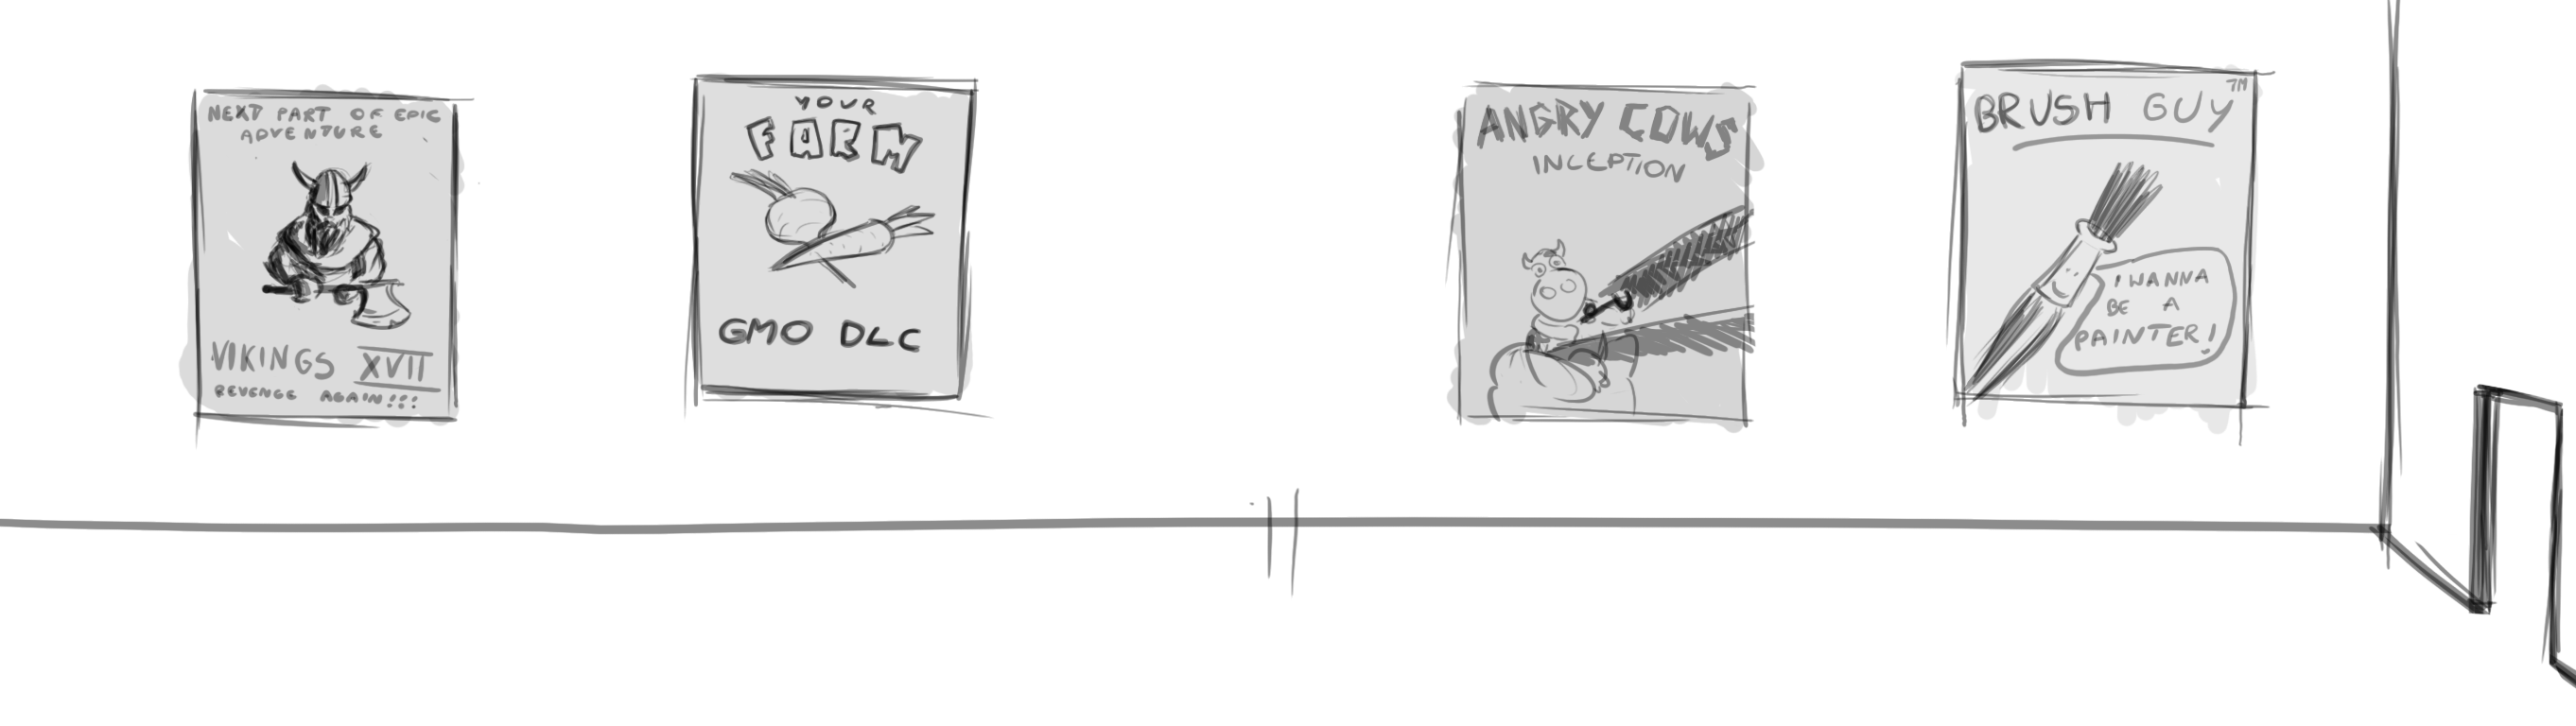 NEXT PART OF EPIC
ADVENTURE
VIKINGS XVII
REVENGE AGAIN!!!
YOUR
FARM
GMO DLC
ANGRY COWS
INCEPTION
7M
BRUSH GUY
I WANNA
BE A
PAINTER!